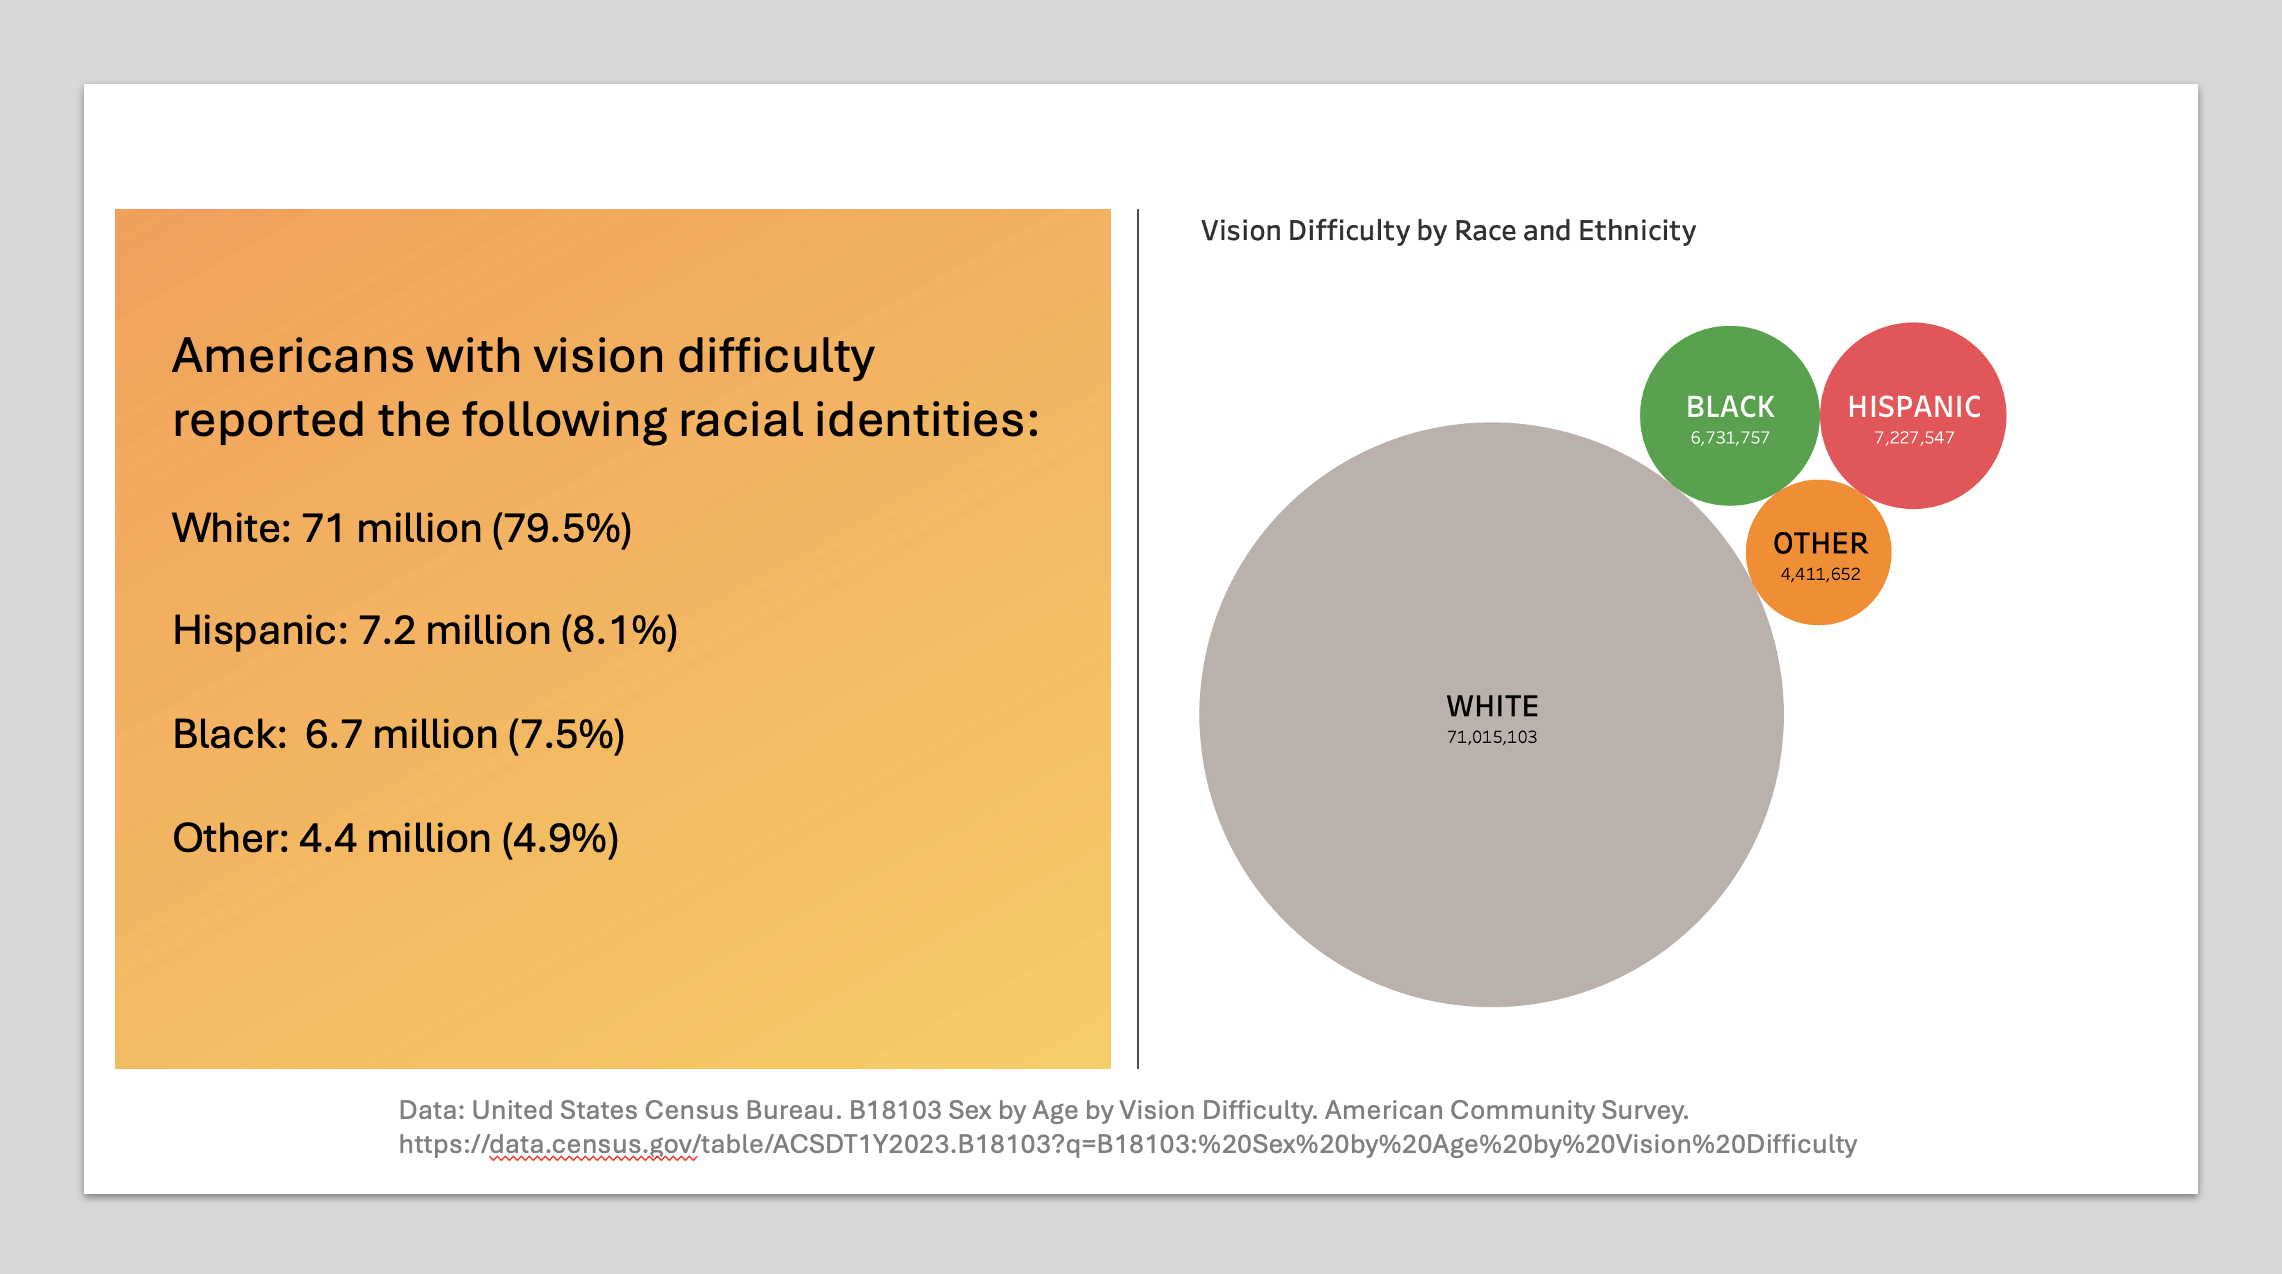 Americans with vision difficulty
reported the following racial identities:
White: 71 million (79.5%)
Hispanic: 7.2 million (8.1%)
Black:  6.7 million (7.5%)
Other: 4.4 million (4.9%)
Vision Difficulty by Race and Ethnicity
BLACK
6,731,757
HISPANIC
7,227,547
OTHER
4,411,652
WHITE
71,015,103
Data: United States Census Bureau. B18103 Sex by Age by Vision Difficulty. American Community Survey.
https://data.census.gov/table/ACSDT1Y2023.B18103?q=B18103:%20Sex%20by%20Age%20by%20Vision%20Difficulty